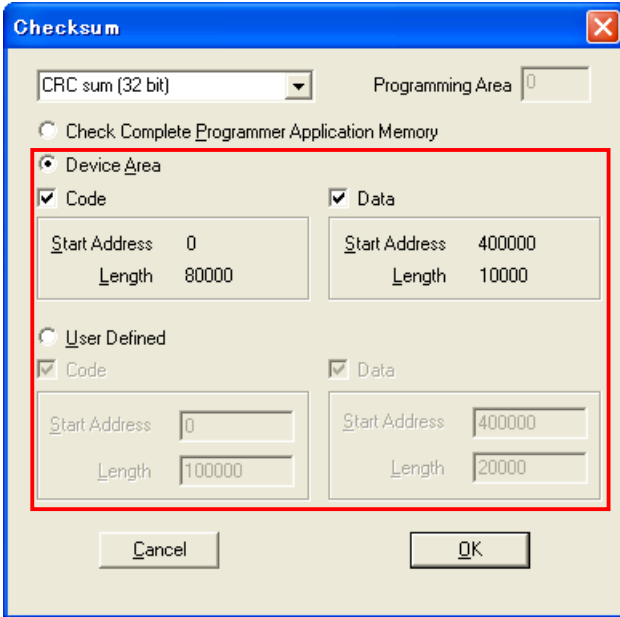 Checksum
CRC sum (32 bit) Programming Area 0
Check Complete Programmer Application Memory
Device Area
Code Data
Start Address 0 Start Address 400000
Length 80000 Length 10000
User Defined
Code Data
Start Address 0 Start Address 400000
Length 100000 Length 20000
Cancel OK